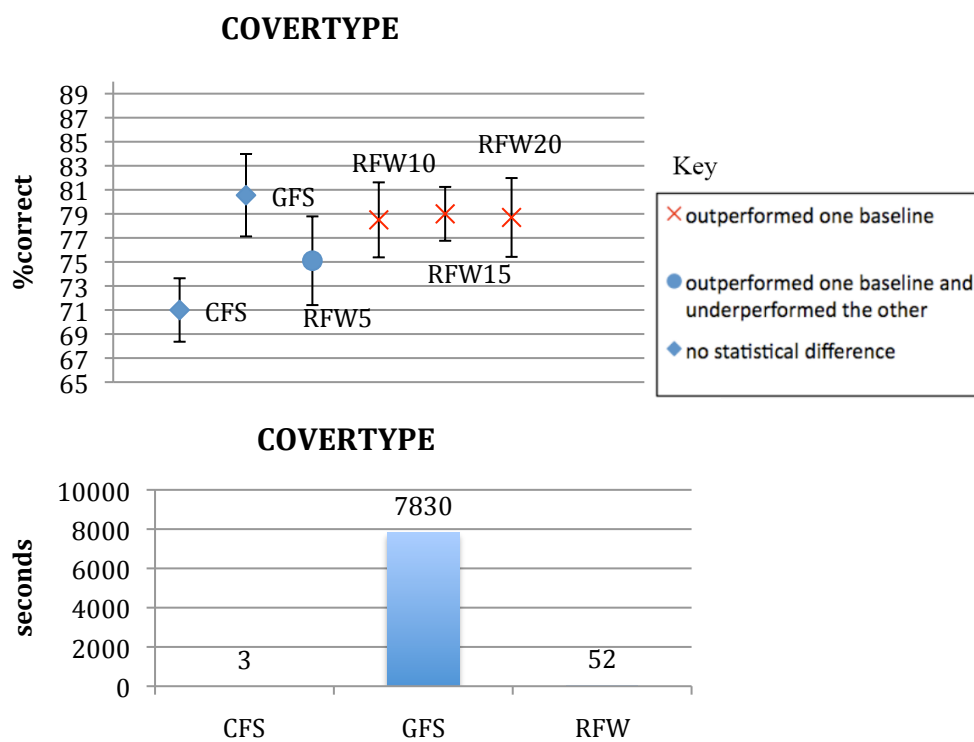 COVERTYPE
89
87
85
83
81
79
77
75
73
71
69
67
65
%correct
CFS
GFS
RFW5
RFW10
RFW15
RFW20
Key
outperformed one baseline
outperformed one baseline and
underperformed the other
no statistical difference
COVERTYPE
10000
8000
6000
4000
2000
0
seconds
3
7830
52
CFS
GFS
RFW